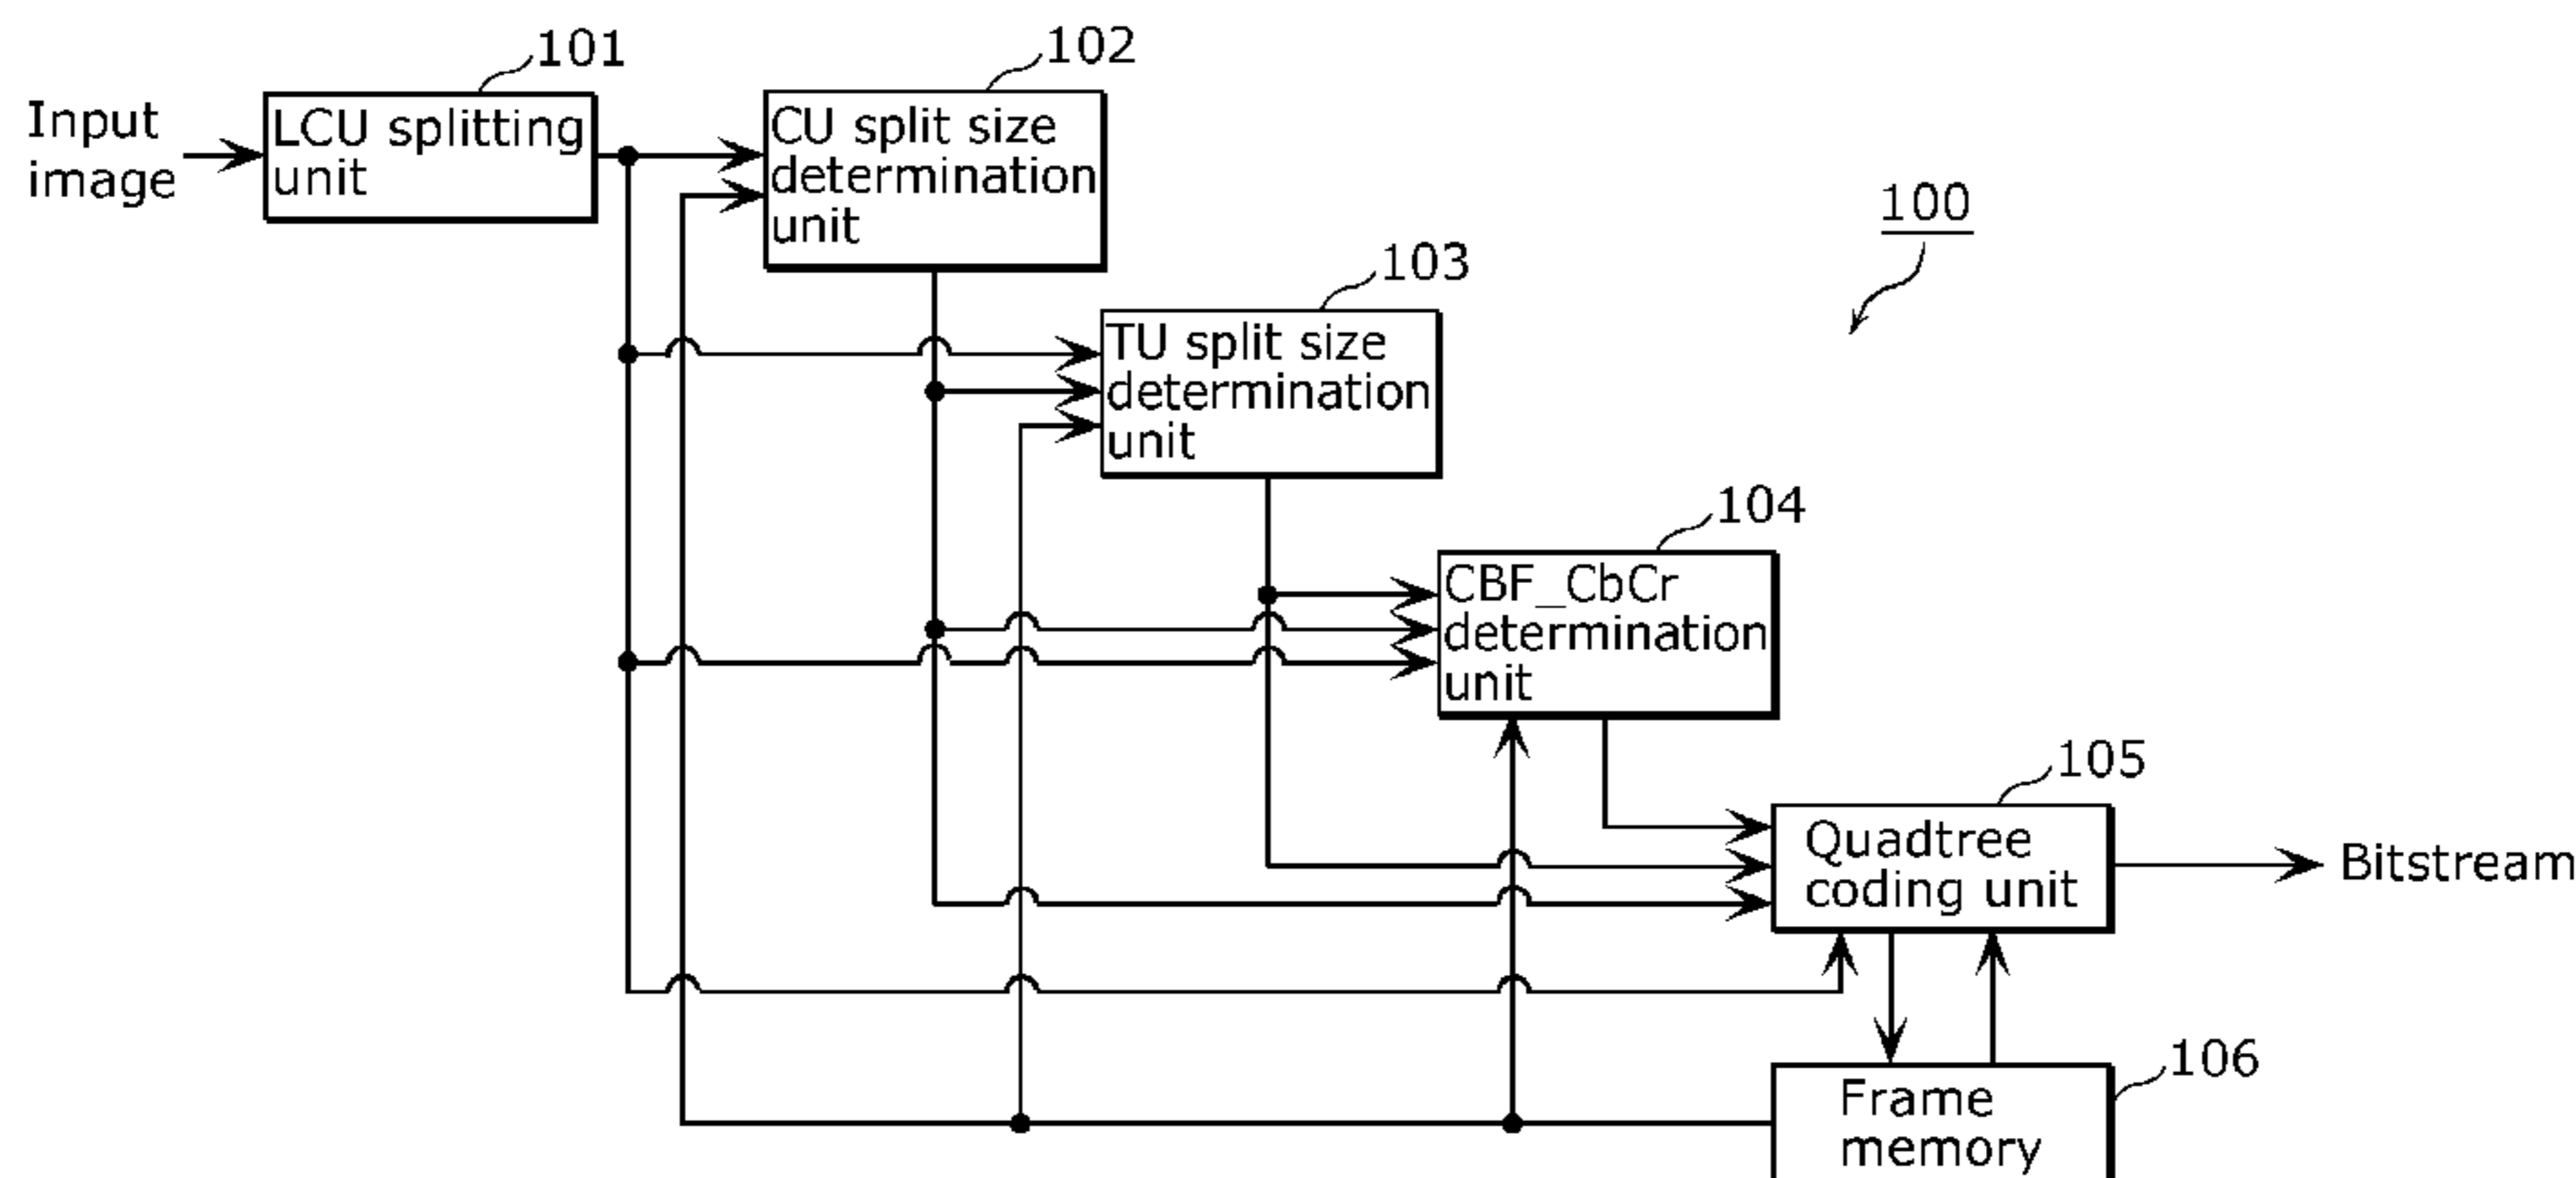 101
102
Input
image
LCU splitting
unit
CU split size
determination
unit
100
103
TU split size
determination
unit
104
CBF_CbCr
determination
unit
105
Quadtree
coding unit
Bitstream
106
Frame
memory